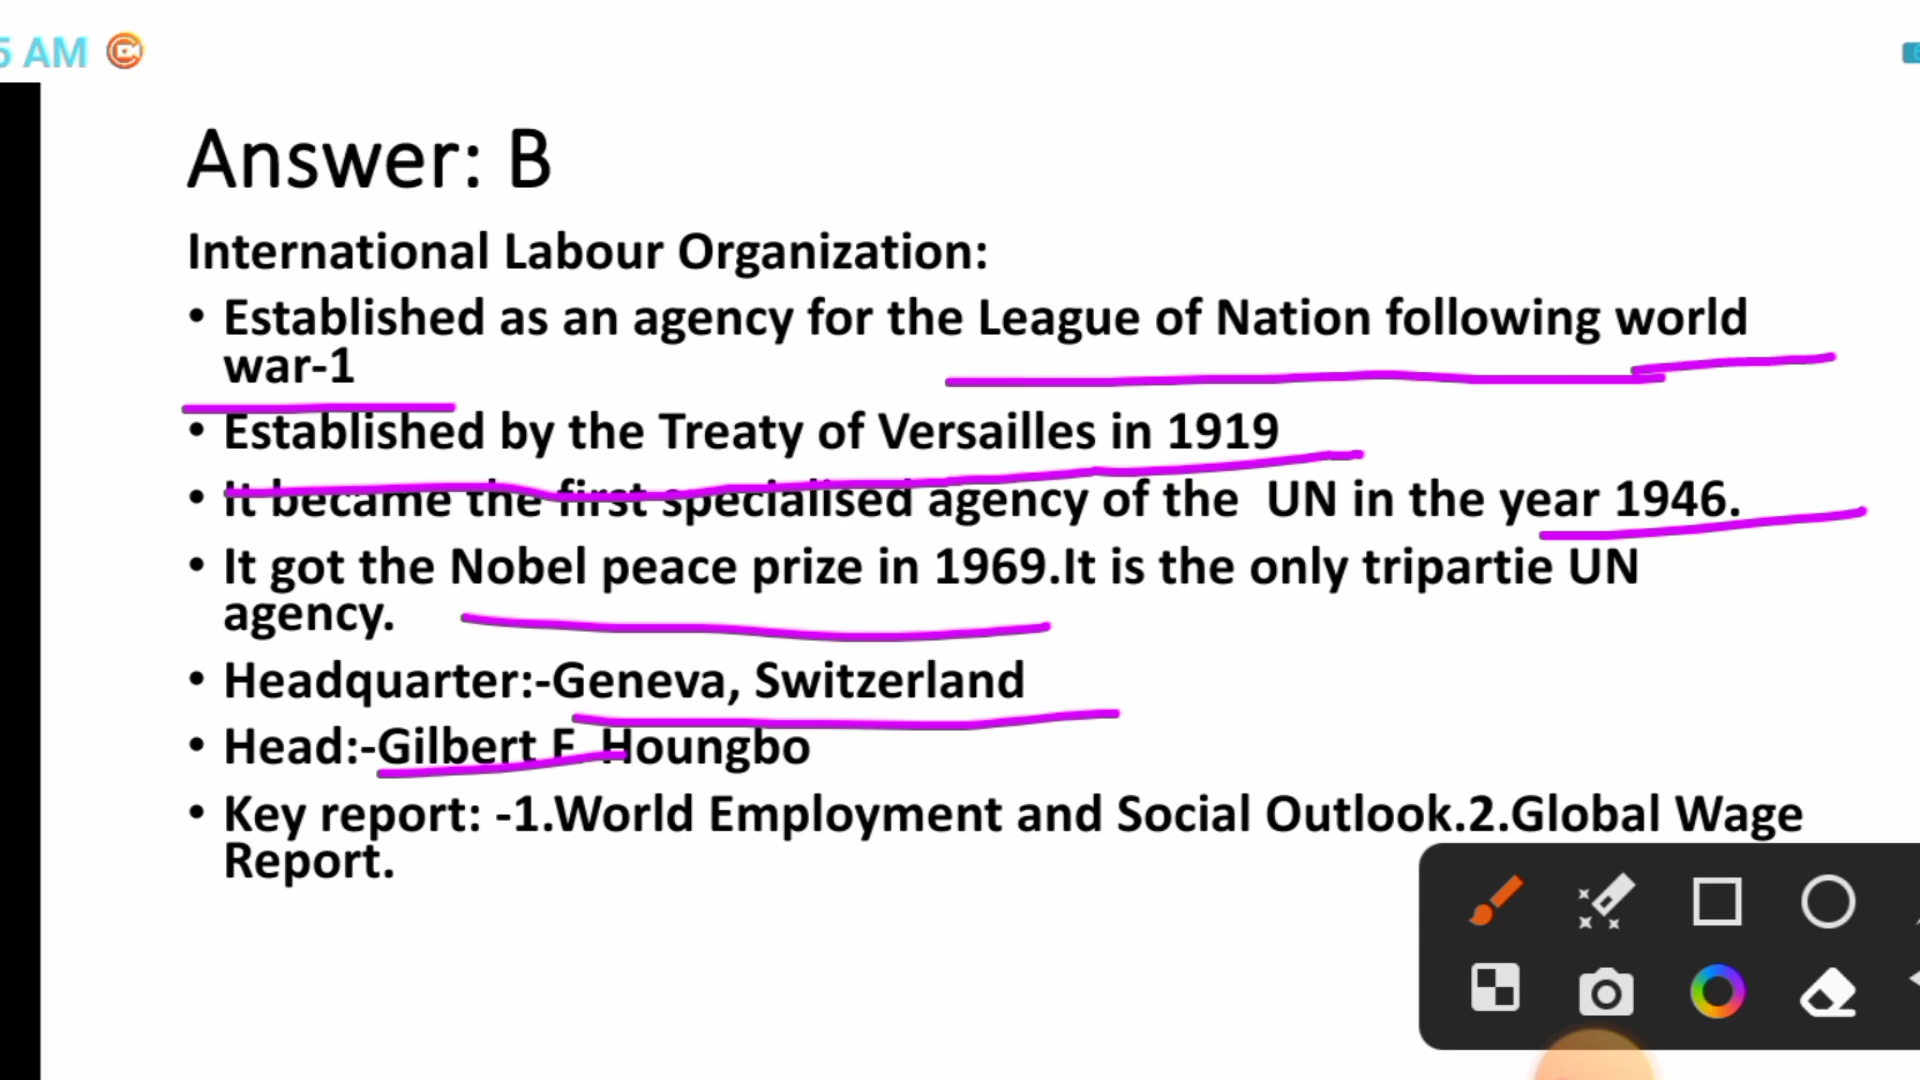 5 AM
Answer: B
International Labour Organization:
• Established as an agency for the League of Nation following world
war-1
• Established by the Treaty of Versailles in 1919
• It became the first specialised agency of the UN in the year 1946.
• It got the Nobel peace prize in 1969.It is the only tripartie UN
agency.
• Headquarter:-Geneva, Switzerland
• Head:-Gilbert F. Houngbo
• Key report: -1.World Employment and Social Outlook.2.Global Wage
Report.